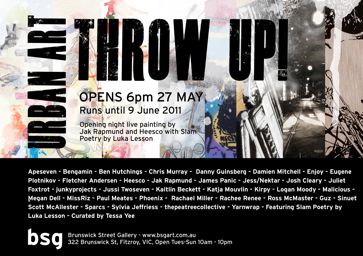 URBAN ART
THROW UP!
OPENS 6pm 27 MAY
Runs until 9 June 2011
Opening night live painting by
Jak Rapmund and Heesco with Slam
Poetry by Luka Lesson
Apeseven - Bengamin - Ben Hutchings - Chris Murray - Danny Guinsberg - Damien Mitchell - Enjoy - Eugene
Plotnikov - Fletcher Andersen - Heesco - Jak Rapmund - James Panic - Jess/Nektar - Josh Cleary - Juliet
Foxtrot - junkyprojects - Jussi Twoseven - Kaitlin Beckett - Katja Mouvlin - Kirpy - Logan Moody - Malicious -
Megan Dell - MissRiz - Paul Meates - Phoenix - Rachael Miller - Rachee Renee - Ross McMaster - Guz - Sinuet
Scott McAllester - Sparcs - Sylvia Jeffriess - thepeatreecollective - Yarnwrap - Featuring Slam Poetry by
Luka Lesson - Curated by Tessa Yee
bsg
Brunswick Street Gallery - www.bsgart.com.au
322 Brunswick St, Fitzroy, VIC, Open Tues-Sun 10am - 10pm